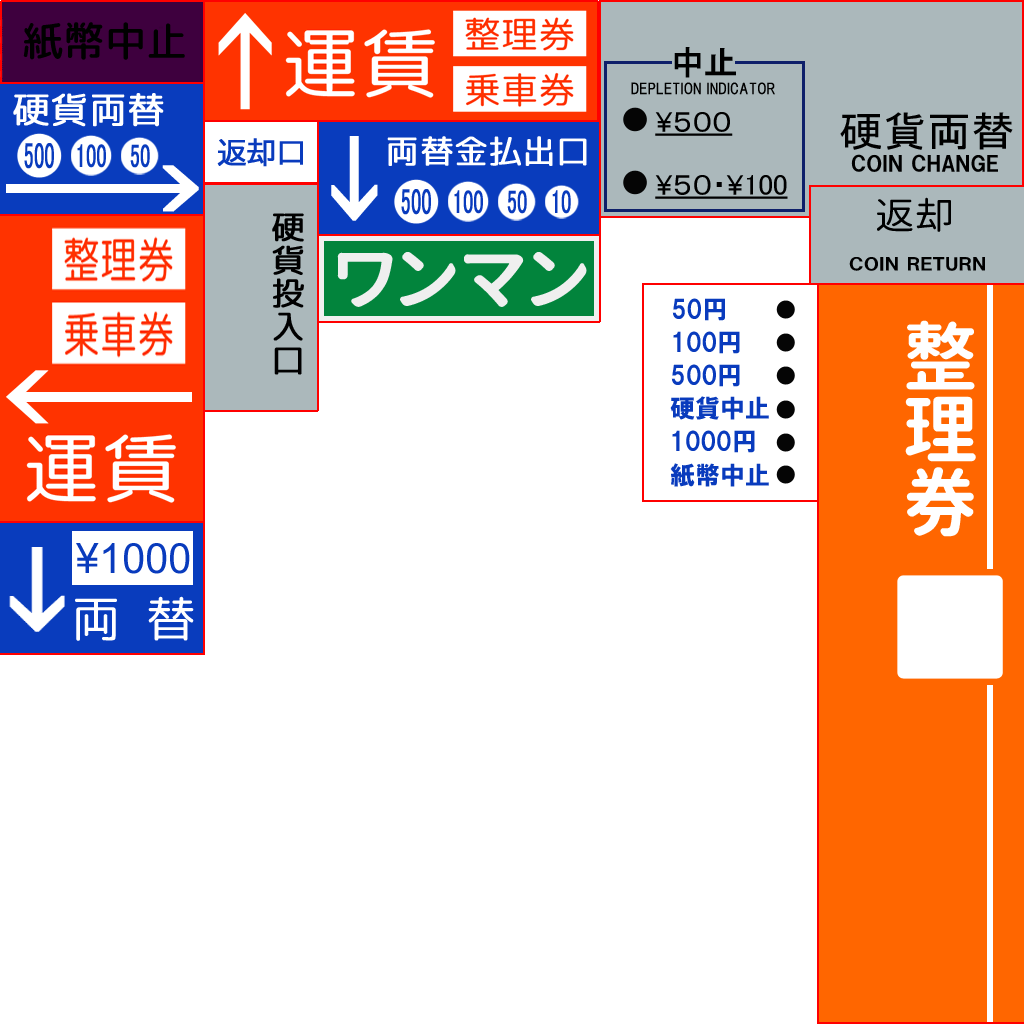 紙幣中止
硬貨両替
500 100 50
整理券
乗車券
運賃
¥1000
両替
運賃
整理券
乗車券
返却口
硬貨投入口
両替金払出口
500 100 50 10
ワンマン
中止
DEPLETION INDICATOR
●¥500
●¥50・¥100
硬貨両替
COIN CHANGE
返却
COIN RETURN
50円 ●
100円 ●
500円 ●
硬貨中止 ●
1000円 ●
紙幣中止 ●
整理券